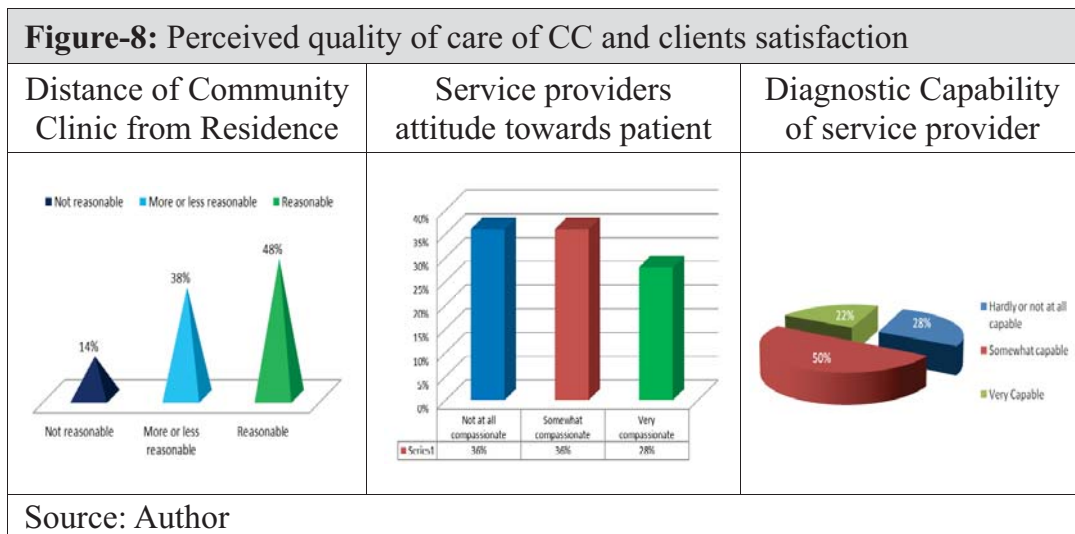 Figure-8: Perceived quality of care of CC and clients satisfaction
Distance of Community
Clinic from Residence
Service providers
attitude towards patient
Diagnostic Capability
of service provider
Not reasonable More or less reasonable Reasonable
14%
38%
48%
Not reasonable
More or less
reasonable
Reasonable
40%
35%
30%
25%
20%
15%
10%
5%
0%
Not at all
compassionate
Somewhat
compassionate
Very
compassionate
Series1 36% 36% 28%
22%
28%
50%
Hardly or not at all
capable
Somewhat capable
Very Capable
Source: Author